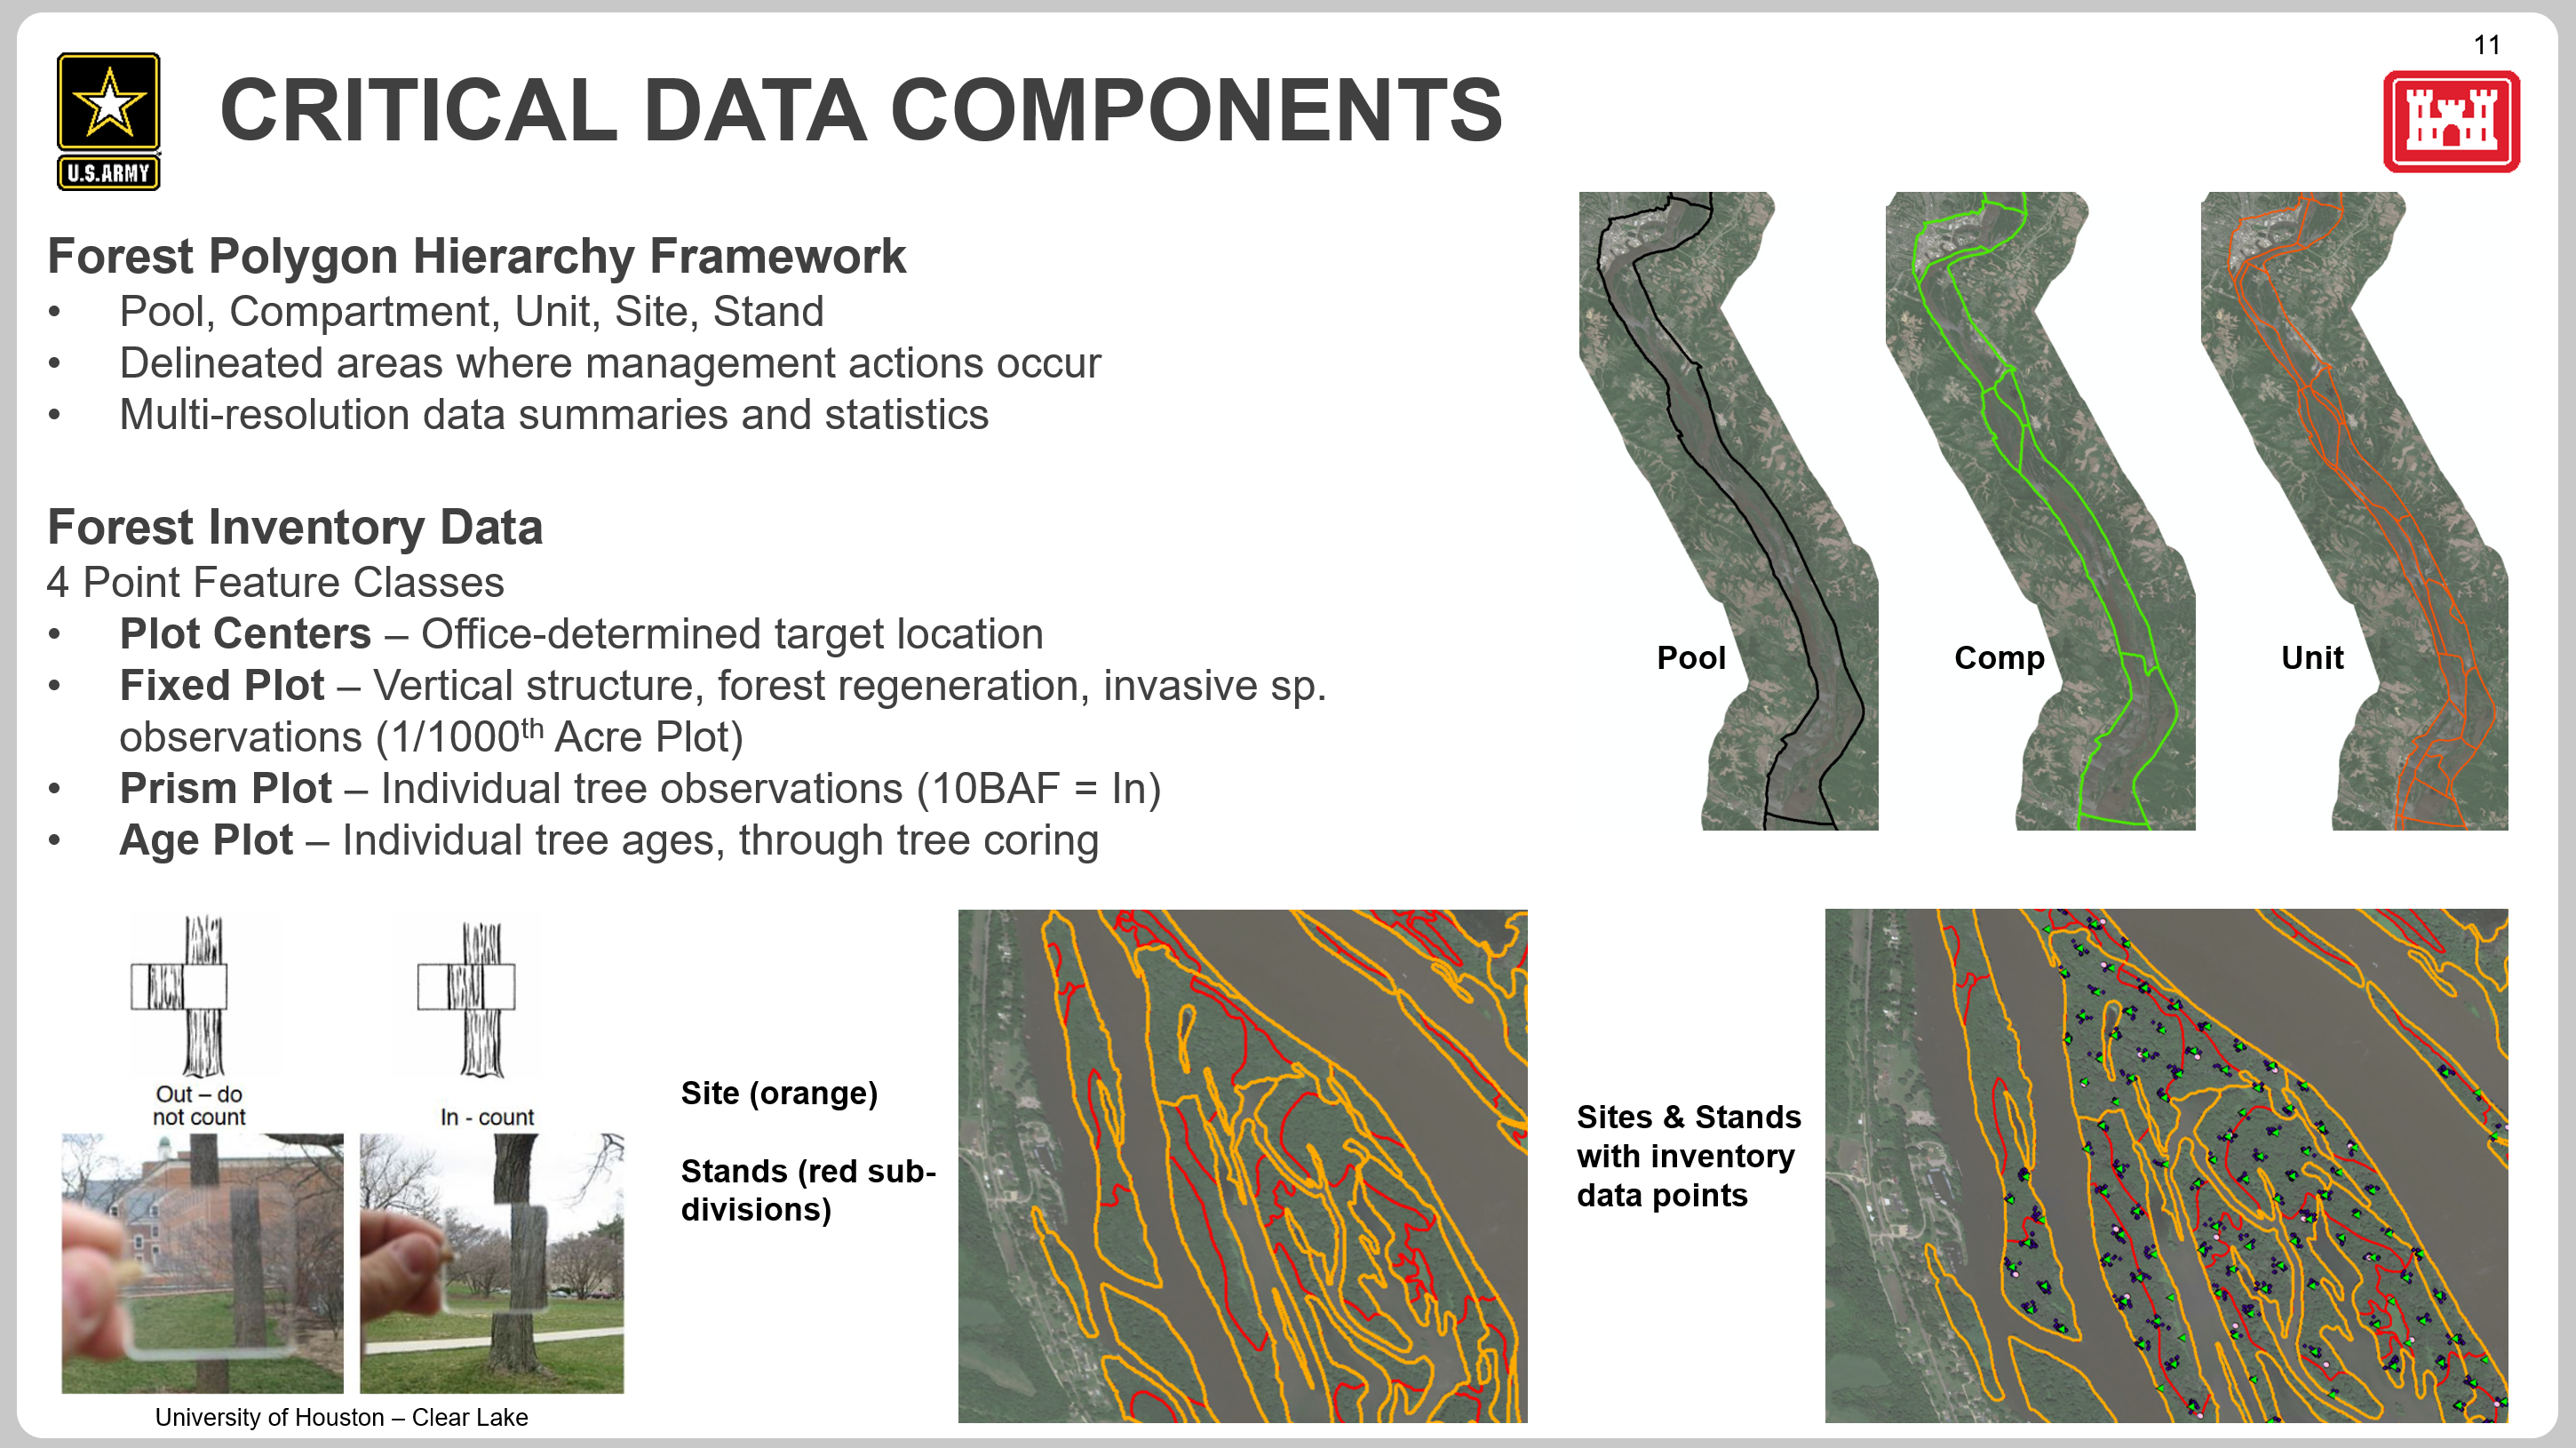 11
U.S.ARMY
CRITICAL DATA COMPONENTS
Forest Polygon Hierarchy Framework
• Pool, Compartment, Unit, Site, Stand
• Delineated areas where management actions occur
• Multi-resolution data summaries and statistics
Forest Inventory Data
4 Point Feature Classes
• Plot Centers – Office-determined target location
• Fixed Plot – Vertical structure, forest regeneration, invasive sp.
observations (1/1000th Acre Plot)
• Prism Plot – Individual tree observations (10BAF = In)
• Age Plot – Individual tree ages, through tree coring
Pool
Comp
Unit
Out – do
not count
In - count
University of Houston – Clear Lake
Site (orange)
Stands (red sub-
divisions)
Sites & Stands
with inventory
data points